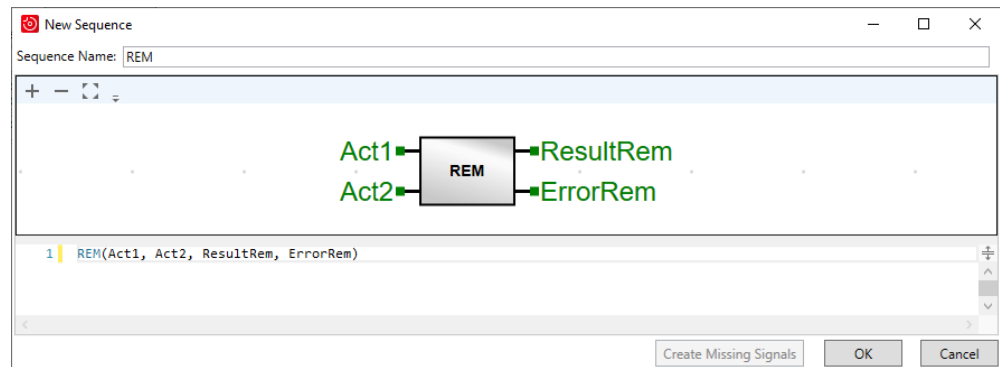 New Sequence
Sequence Name: REM
Act1 REM ResultRem
Act2 ErrorRem
1 REM(Act1, Act2, ResultRem, ErrorRem)
Create Missing Signals OK Cancel